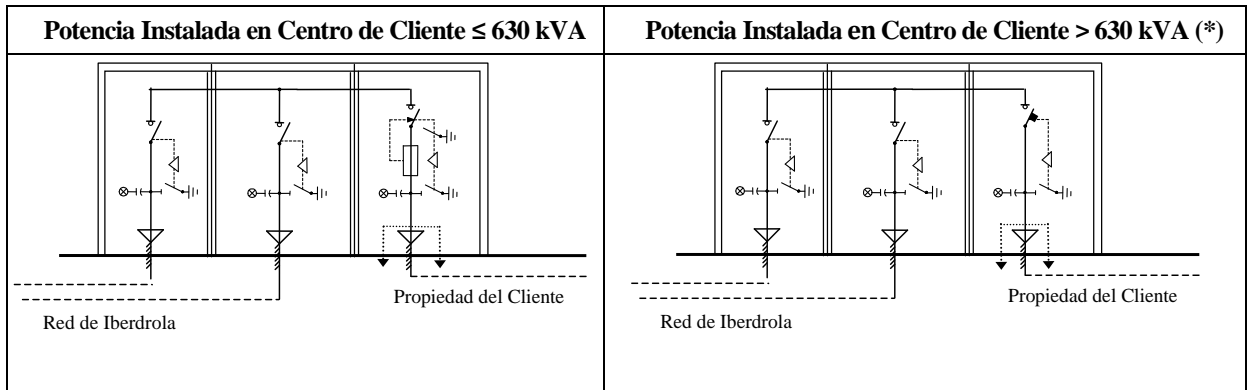 Potencia Instalada en Centro de Cliente ≤ 630 kVA
Potencia Instalada en Centro de Cliente > 630 kVA (*)
Propiedad del Cliente
Red de Iberdrola
Propiedad del Cliente
Red de Iberdrola